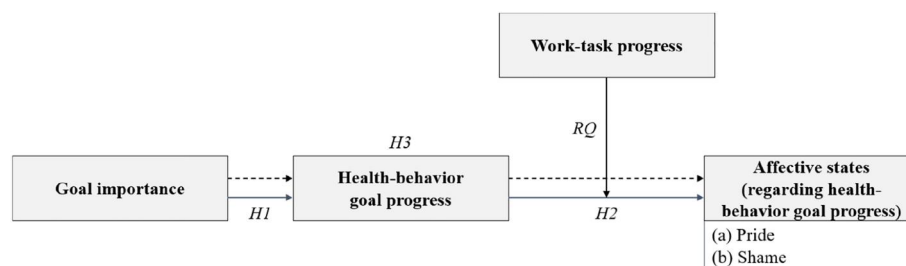 Work-task progress
RQ
H3
Goal importance
H1
Health-behavior
goal progress
H2
Affective states
(regarding health-
behavior goal progress)
(a) Pride
(b) Shame